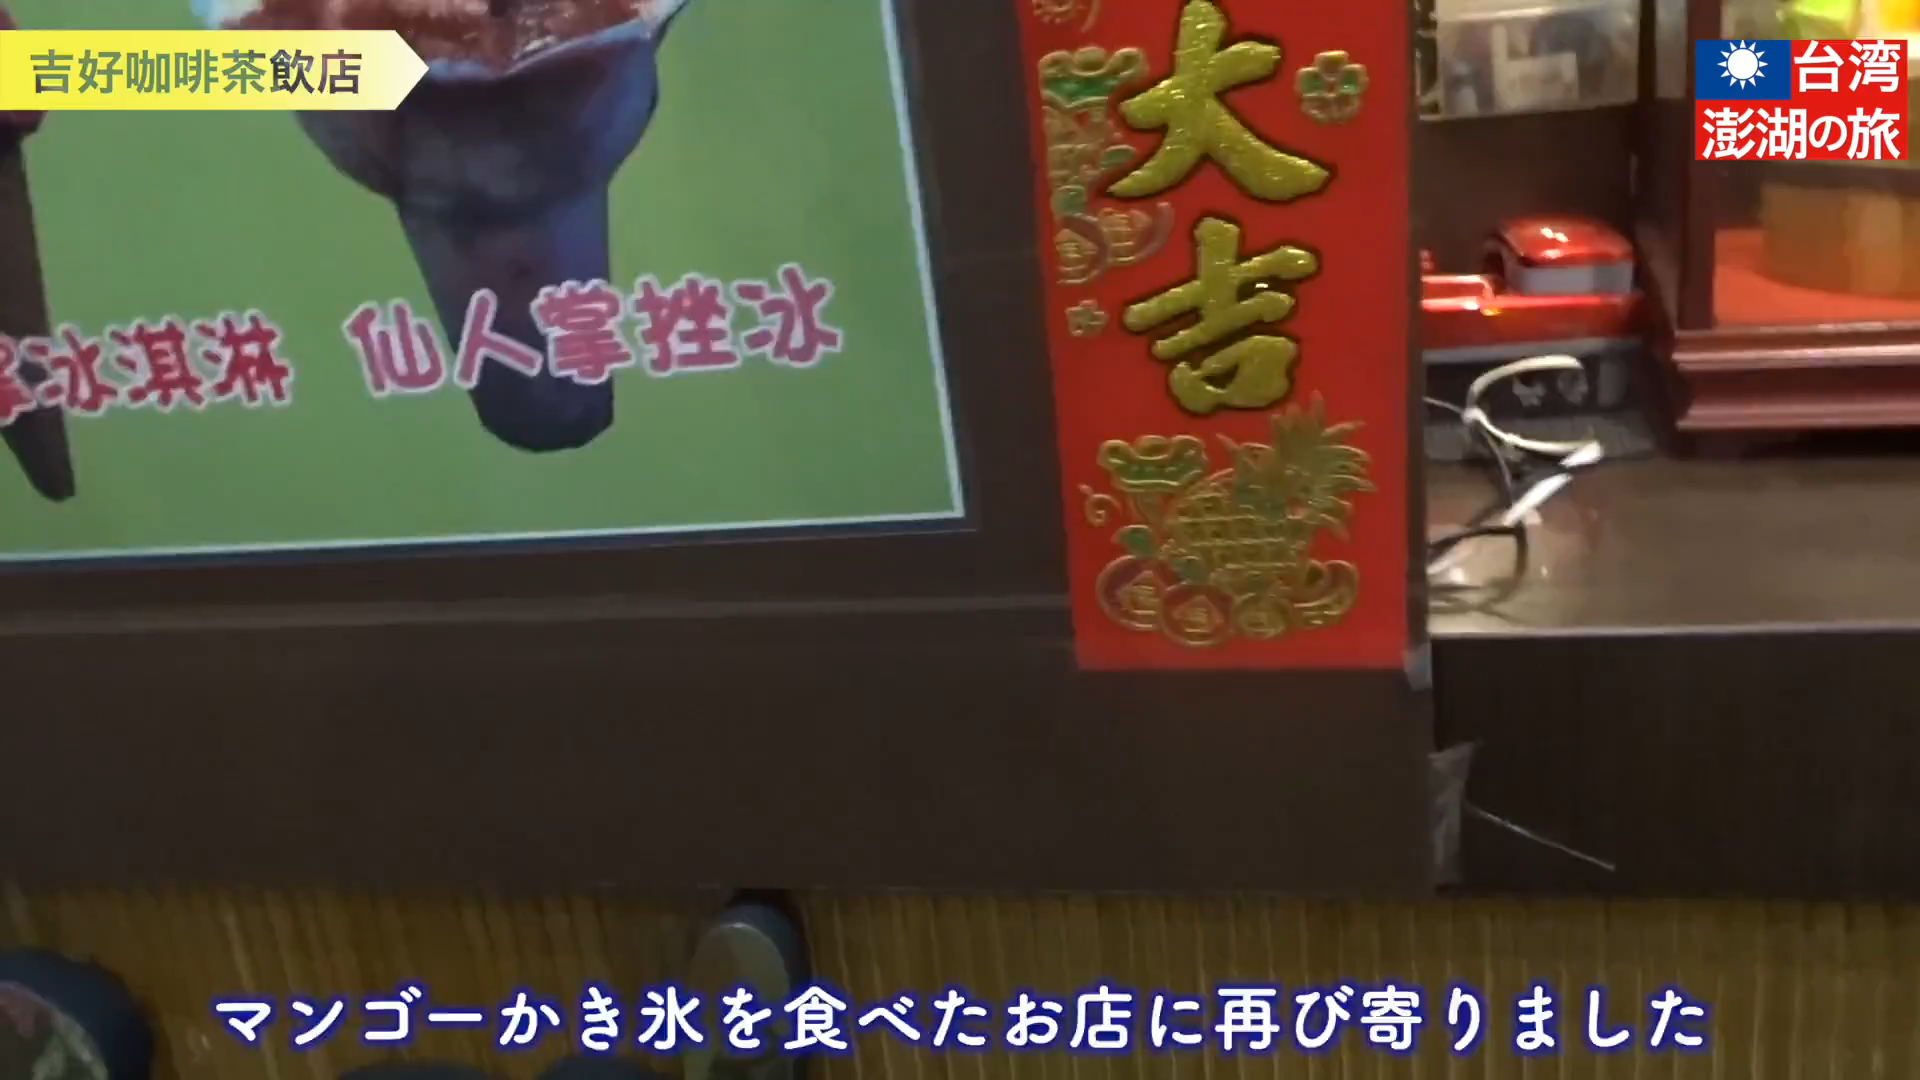 吉好咖啡茶飲店
台湾
澎湖の旅
大吉
冰淇淋
仙人掌挫冰
マンゴーかき氷を食べたお店に再び寄りました